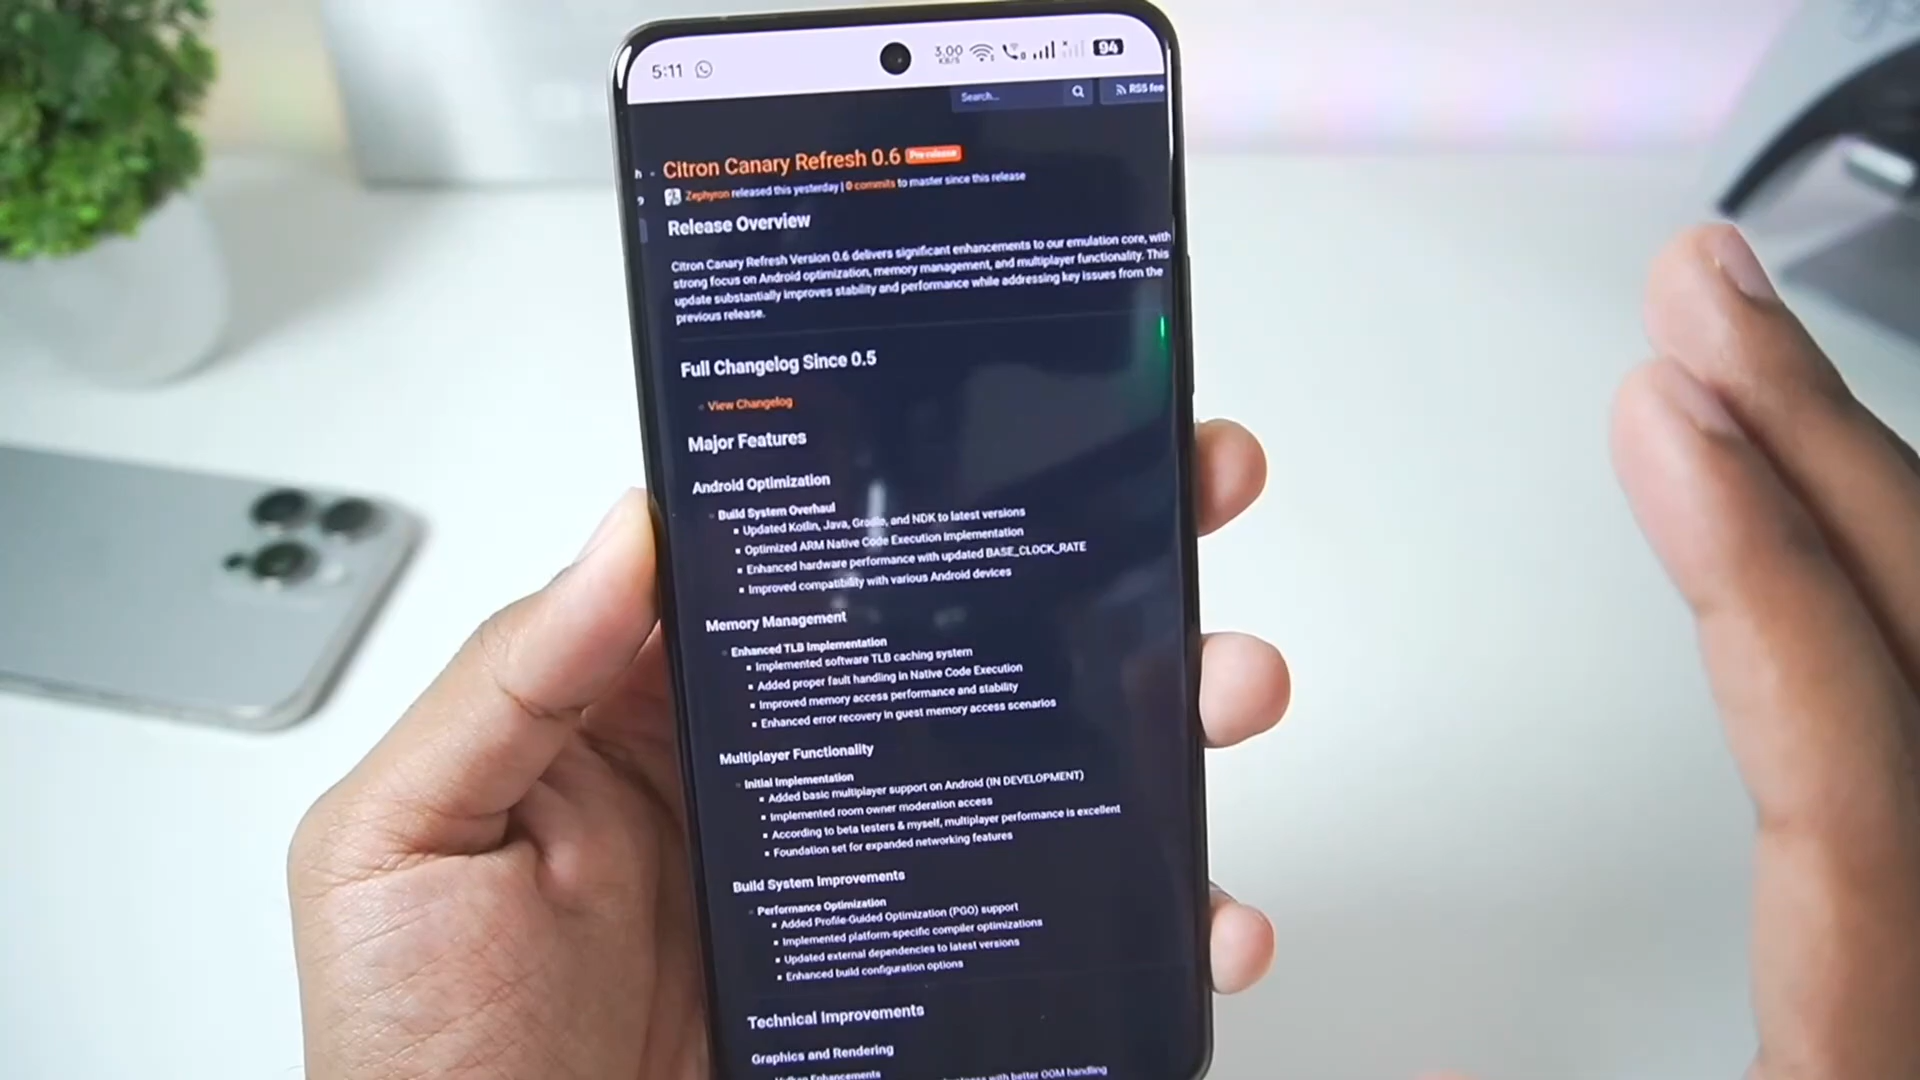 5:11
3.00
KB/S
94
Search...
RSS fee
Citron Canary Refresh 0.6 Pre-release
Zephyron released this yesterday | 0 commits to master since this release
Release Overview
Citron Canary Refresh Version 0.6 delivers significant enhancements to our emulation core, with
strong focus on Android optimization, memory management, and multiplayer functionality. This
update substantially improves stability and performance while addressing key issues from the
previous release.
Full Changelog Since 0.5
View Changelog
Major Features
Android Optimization
Build System Overhaul
Updated Kotlin, Java, Gradle, and NDK to latest versions
Optimized ARM Native Code Execution Implementation
Enhanced hardware performance with updated BASE_CLOCK_RATE
Improved compatibility with various Android devices
Memory Management
Enhanced TLB Implementation
Implemented software TLB caching system
Added proper fault handling in Native Code Execution
Improved memory access performance and stability
Enhanced error recovery in guest memory access scenarios
Multiplayer Functionality
Initial Implementation
Added basic multiplayer support on Android (IN DEVELOPMENT)
Implemented room owner moderation access
According to beta testers & myself, multiplayer performance is excellent
Foundation set for expanded networking features
Build System Improvements
Performance Optimization
Added Profile-Guided Optimization (PGO) support
Implemented platform-specific compiler optimizations
Updated external dependencies to latest versions
Enhanced build configuration options
Technical Improvements
Graphics and Rendering
Vulkan Enhancements
with better OOM handling